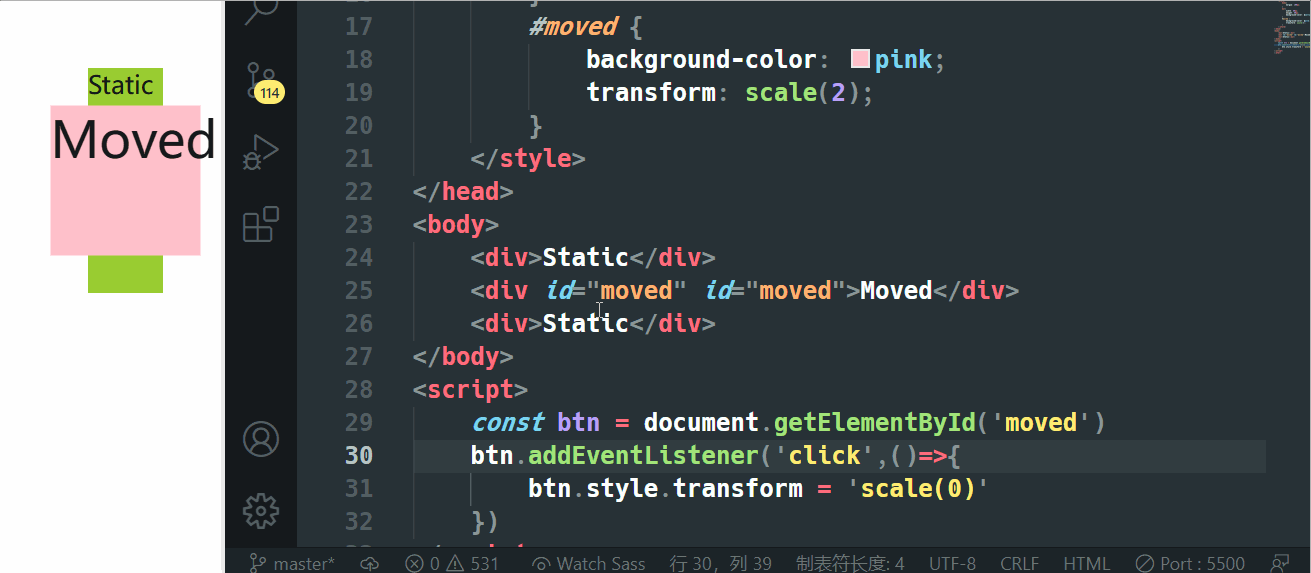 Static
Moved
114
17 #moved {
18 background-color: pink;
19 transform: scale(2);
20 }
21 </style>
22 </head>
23 <body>
24 <div>Static</div>
25 <div id="moved" id="moved">Moved</div>
26 <div>Static</div>
27 </body>
28 <script>
29 const btn = document.getElementById('moved')
30 btn.addEventListener('click',()=>{
31 btn.style.transform = 'scale(0)'
32 })
master* 0 531 Watch Sass 行 30，列 39 制表符长度: 4 UTF-8 CRLF HTML Port : 5500